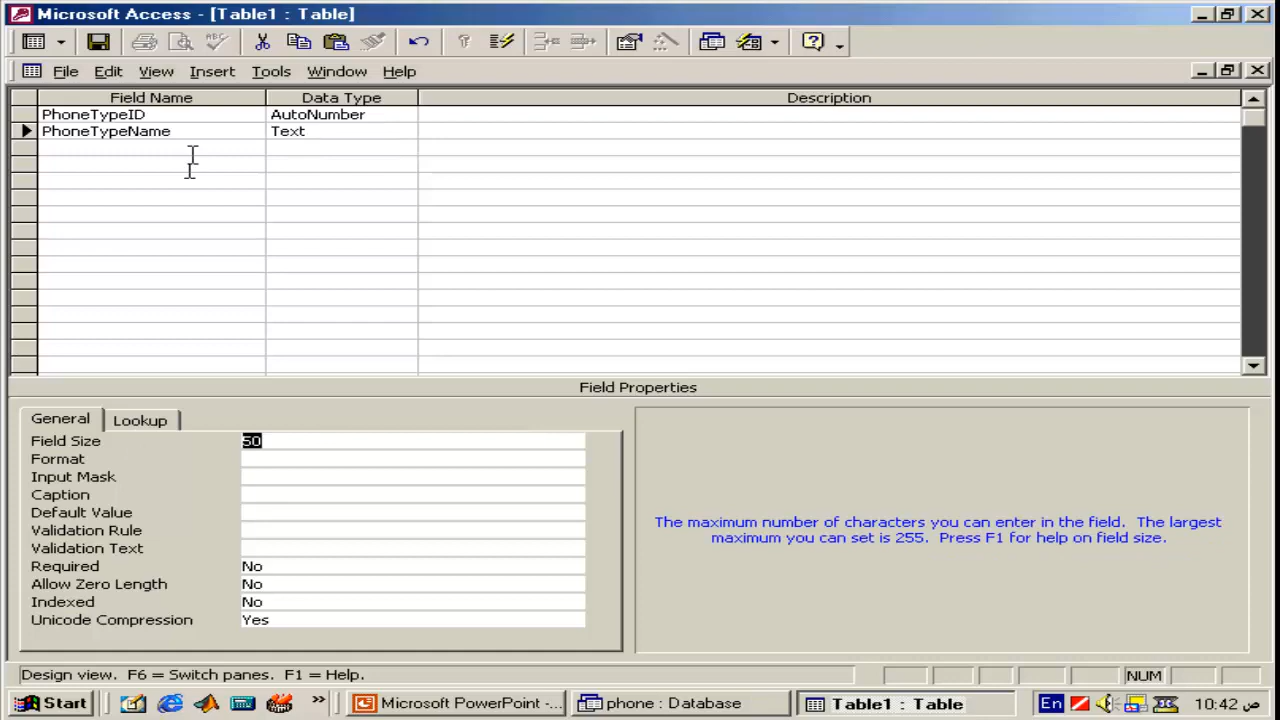 Microsoft Access - [Table1 : Table]
File Edit View Insert Tools Window Help
Field Name Data Type Description
PhoneTypeID AutoNumber
PhoneTypeName Text
Field Properties
General Lookup
Field Size 50
Format
Input Mask
Caption
Default Value
Validation Rule
Validation Text
Required No
Allow Zero Length No
Indexed No
Unicode Compression Yes
The maximum number of characters you can enter in the field. The largest
maximum you can set is 255. Press F1 for help on field size.
Design view. F6 = Switch panes. F1 = Help. NUM
Start » Microsoft PowerPoint -... phone : Database Table1 : Table En 10:42 ص